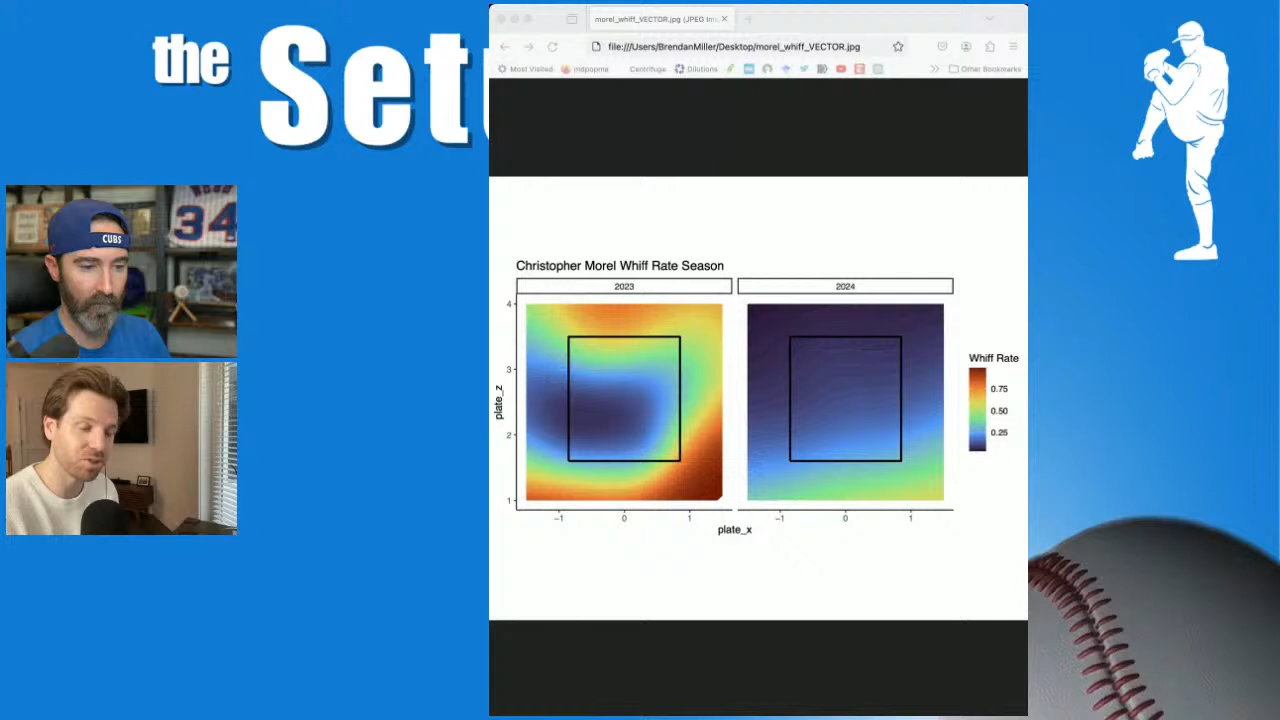 the Set
morel_whiff_VECTOR.jpg (JPEG Im
file:///Users/BrendanMiller/Desktop/morel_whiff_VECTOR.jpg
Most Visited
mdpopme
Centrifuge
Dilutions
Other Bookmarks
CUBS
34
Christopher Morel Whiff Rate Season
2023
2024
4
3
2
1
plate_z
-1
0
1
-1
0
1
plate_x
Whiff Rate
0.75
0.50
0.25